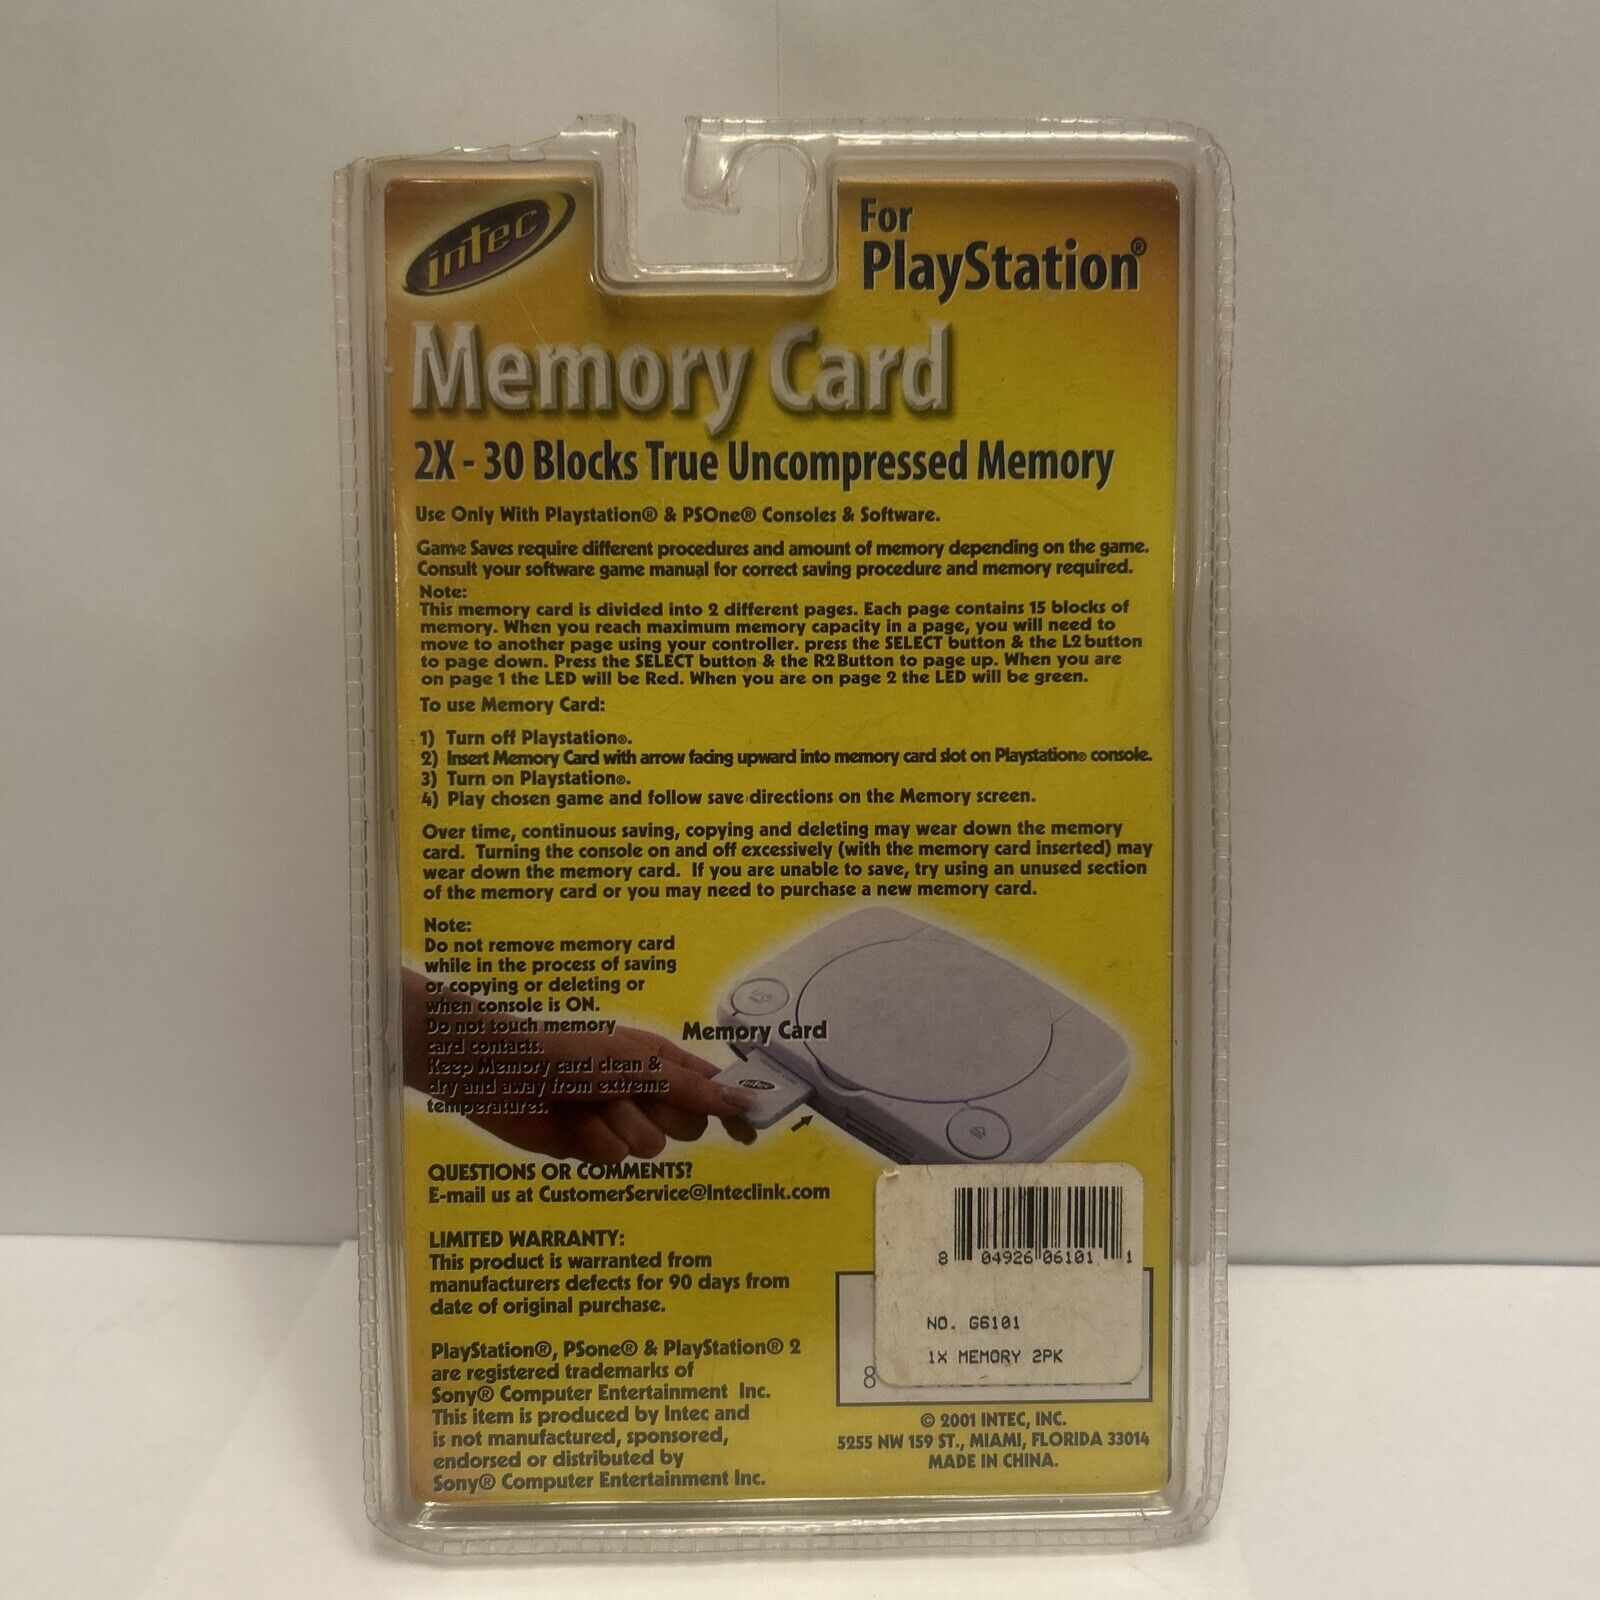 intec
For
PlayStation®
Memory Card
2X - 30 Blocks True Uncompressed Memory
Use Only With Playstation® & PSOne® Consoles & Software.
Game Saves require different procedures and amount of memory depending on the game.
Consult your software game manual for correct saving procedure and memory required.
Note:
This memory card is divided into 2 different pages. Each page contains 15 blocks of
memory. When you reach maximum memory capacity in a page, you will need to
move to another page using your controller. press the SELECT button & the L2 button
to page down. Press the SELECT button & the R2 Button to page up. When you are
on page 1 the LED will be Red. When you are on page 2 the LED will be green.
To use Memory Card:
1) Turn off Playstation®.
2) Insert Memory Card with arrow facing upward into memory card slot on Playstation® console.
3) Turn on Playstation®.
4) Play chosen game and follow save directions on the Memory screen.
Over time, continuous saving, copying and deleting may wear down the memory
card. Turning the console on and off excessively (with the memory card inserted) may
wear down the memory card. If you are unable to save, try using an unused section
of the memory card or you may need to purchase a new memory card.
Note:
Do not remove memory card
while in the process of saving
or copying or deleting or
when console is ON.
Do not touch memory
card contacts.
Keep Memory card clean &
dry and away from extreme
temperatures.
Memory Card
intec
QUESTIONS OR COMMENTS?
E-mail us at CustomerService@Inteclink.com
LIMITED WARRANTY:
This product is warranted from
manufacturers defects for 90 days from
date of original purchase.
PlayStation®, PSone® & PlayStation® 2
are registered trademarks of
Sony® Computer Entertainment Inc.
This item is produced by Intec and
is not manufactured, sponsored,
endorsed or distributed by
Sony® Computer Entertainment Inc.
8 04926 06101 1
NO. G6101
1X MEMORY 2PK
8
© 2001 INTEC, INC.
5255 NW 159 ST., MIAMI, FLORIDA 33014
MADE IN CHINA.